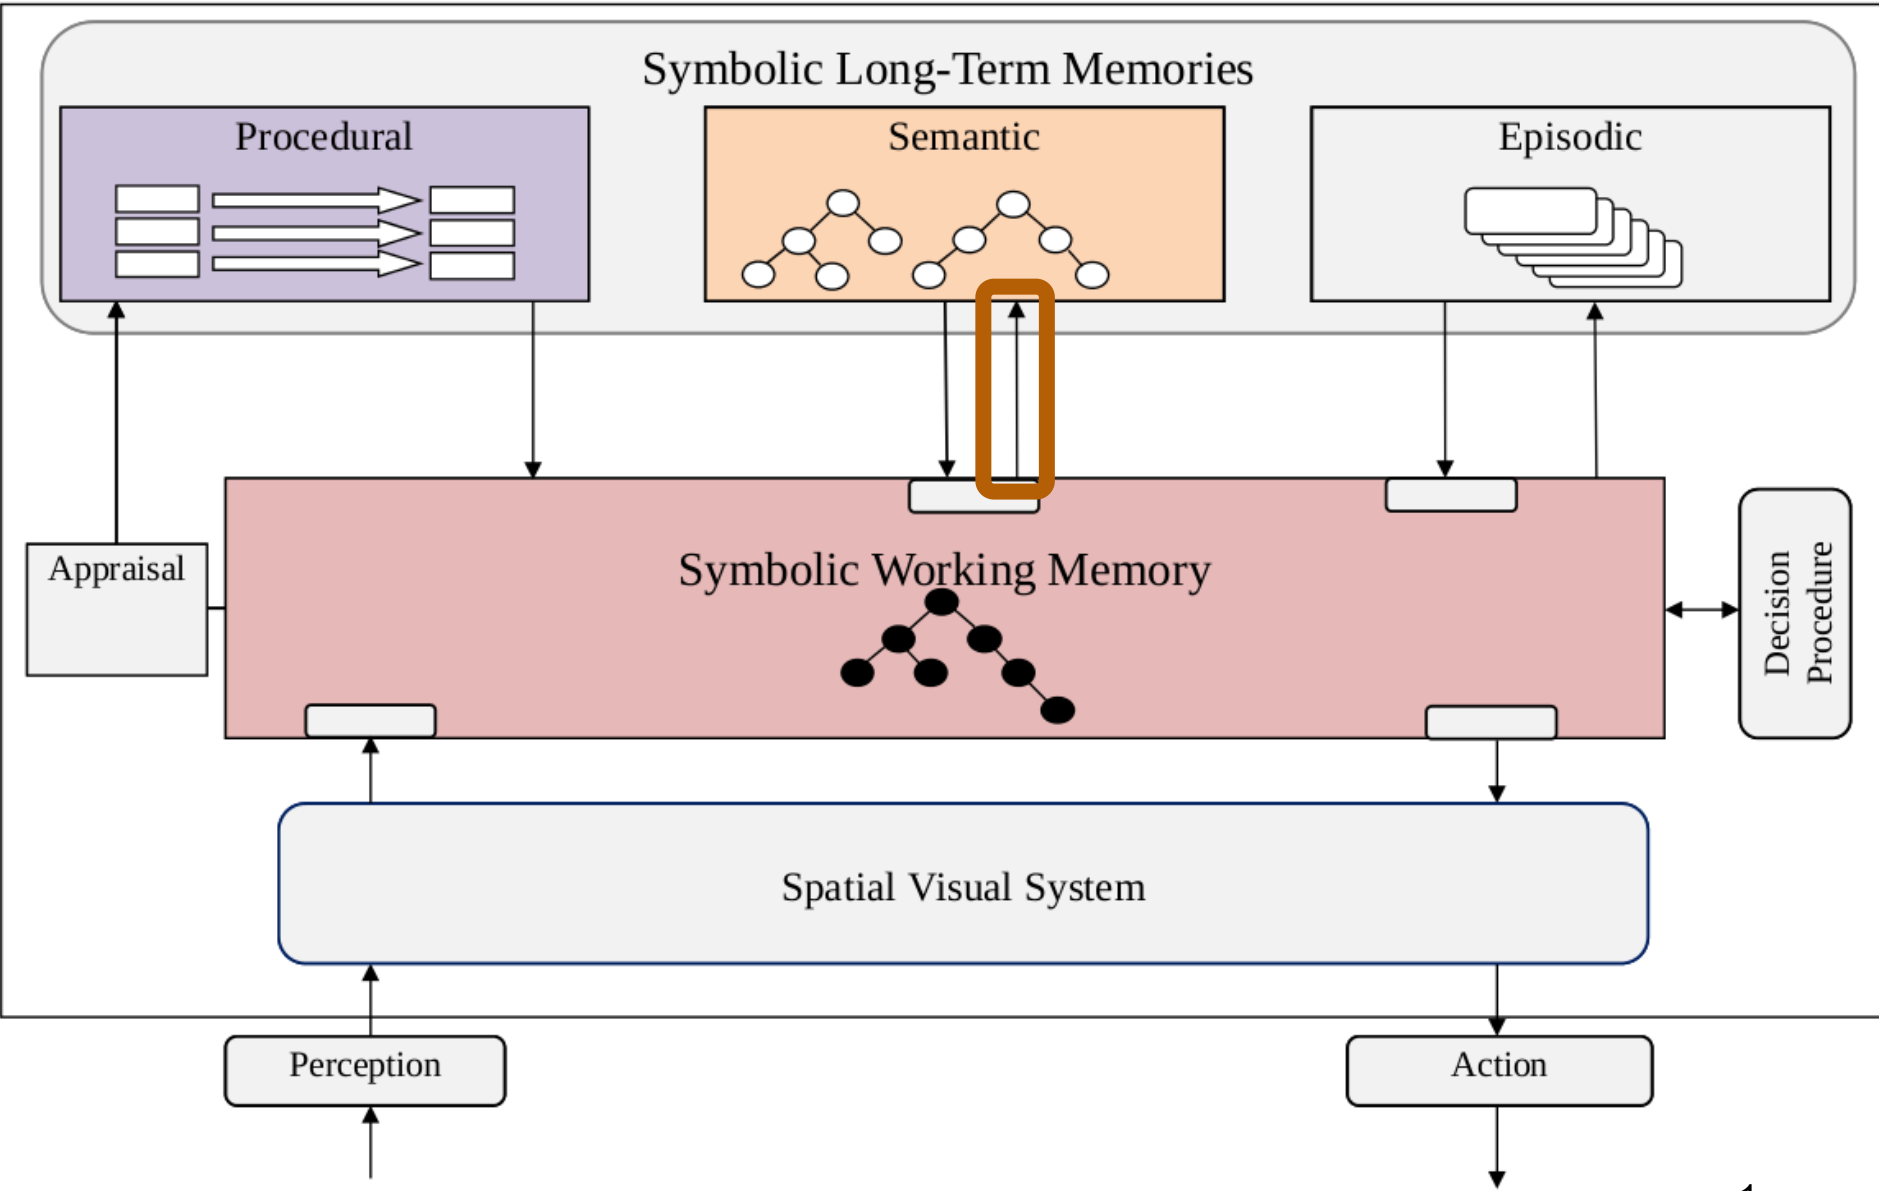 Symbolic Long-Term Memories
Procedural
Semantic
Episodic
Appraisal
Symbolic Working Memory
Decision
Procedure
Spatial Visual System
Perception
Action